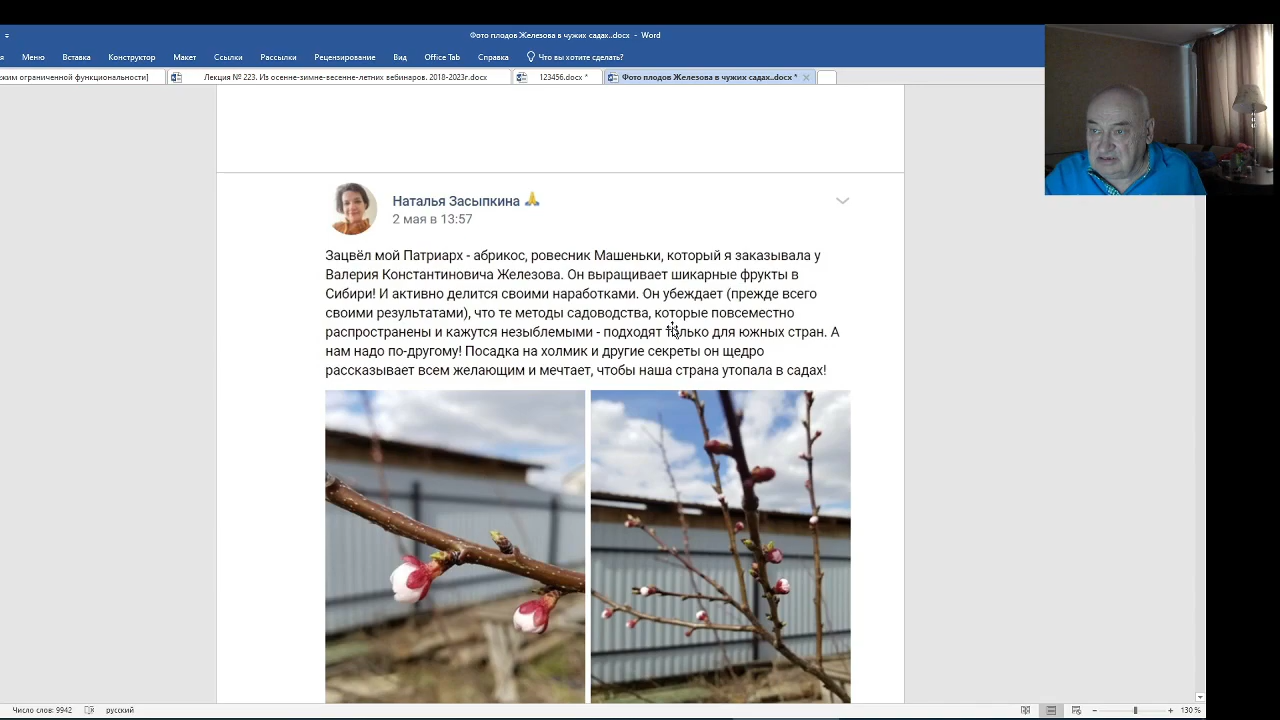 Фото плодов Железова в чужих садах..docx - Word
Меню Вставка Конструктор Макет Ссылки Рассылки Рецензирование Вид Office Tab Справка Что вы хотите сделать?
жим ограниченной функциональности] Лекция № 223. Из осенне-зимне-весенне-летних вебинаров. 2018-2023г.docx 123456.docx * Фото плодов Железова в чужих садах..docx *
Наталья Засыпкина 🙏
2 мая в 13:57
Зацвёл мой Патриарх - абрикос, ровесник Машеньки, который я заказывала у
Валерия Константиновича Железова. Он выращивает шикарные фрукты в
Сибири! И активно делится своими наработками. Он убеждает (прежде всего
своими результатами), что те методы садоводства, которые повсеместно
распространены и кажутся незыблемыми - подходят только для южных стран. А
нам надо по-другому! Посадка на холмик и другие секреты он щедро
рассказывает всем желающим и мечтает, чтобы наша страна утопала в садах!
Число слов: 9942 русский 130 %